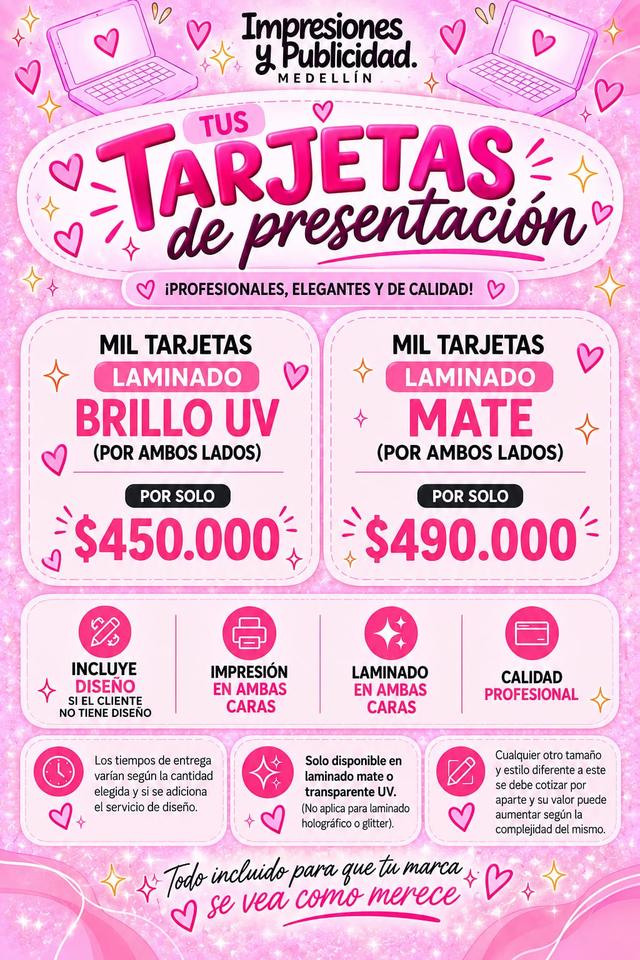 Impresiones
y Publicidad.
MEDELLÍN
TUS
TARJETAS
de presentación
¡PROFESIONALES, ELEGANTES Y DE CALIDAD!
MIL TARJETAS
LAMINADO
BRILLO UV
(POR AMBOS LADOS)
POR SOLO
$450.000
MIL TARJETAS
LAMINADO
MATE
(POR AMBOS LADOS)
POR SOLO
$490.000
INCLUYE
DISEÑO
SI EL CLIENTE
NO TIENE DISEÑO
IMPRESIÓN
EN AMBAS
CARAS
LAMINADO
EN AMBAS
CARAS
CALIDAD
PROFESIONAL
Los tiempos de entrega
varían según la cantidad
elegida y si se adiciona
el servicio de diseño.
Solo disponible en
laminado mate o
transparente UV.
(No aplica para laminado
holográfico o glitter).
Cualquier otro tamaño
y estilo diferente a este
se debe cotizar por
aparte y su valor puede
aumentar según la
complejidad del mismo.
Todo incluido para que tu marca
se vea como merece